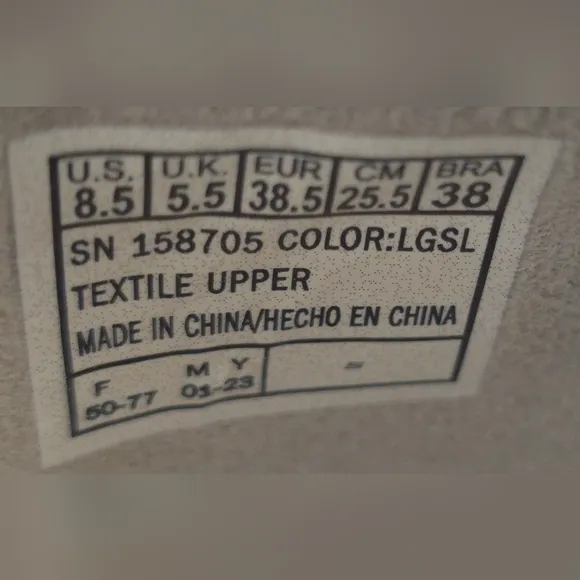 U.S. U.K. EUR CM BRA
8.5 5.5 38.5 25.5 38
SN 158705 COLOR:LGSL
TEXTILE UPPER
MADE IN CHINA/HECHO EN CHINA
F M Y =
50-77 01-23